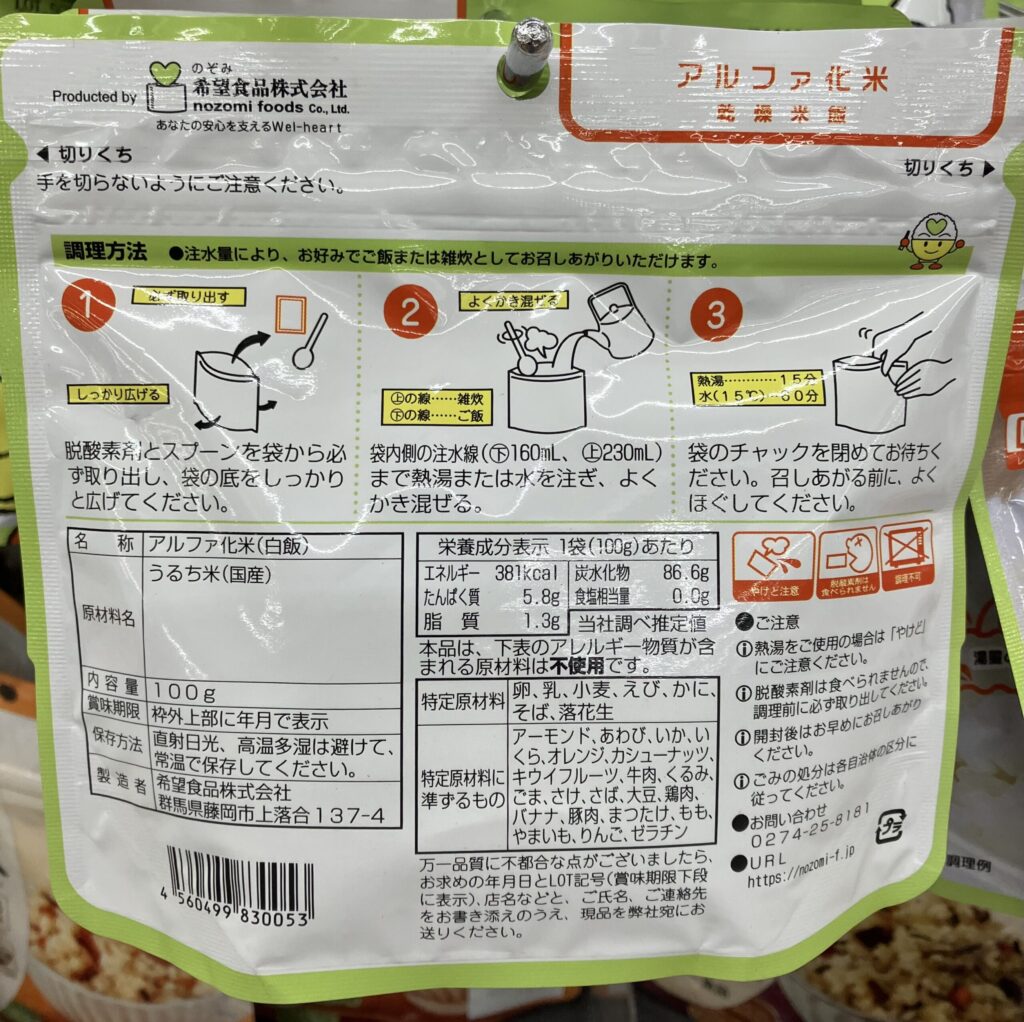 Producted by
のぞみ
希望食品株式会社
nozomi foods Co., Ltd.
あなたの安心を支えるWel-heart
アルファ化米
乾燥米飯
◀切りくち
手を切らないようにご注意ください。
切りくち▶
調理方法 ●注水量により、お好みでご飯または雑炊としてお召しあがりいただけます。
1
必ず取り出す
しっかり広げる
脱酸素剤とスプーンを袋から必
ず取り出し、袋の底をしっかり
と広げてください。
2
よくかき混ぜる
上の線……雑炊
下の線……ご飯
袋内側の注水線(下160mL、上230mL)
まで熱湯または水を注ぎ、よく
かき混ぜる。
3
熱湯…………15分
水(15℃)…60分
袋のチャックを閉めてお待ちく
ださい。召しあがる前に、よく
ほぐしてください。
名 称 アルファ化米(白飯)
原材料名 うるち米(国産)
内容量 100g
賞味期限 枠外上部に年月で表示
保存方法 直射日光、高温多湿は避けて、
常温で保存してください。
製造者 希望食品株式会社
群馬県藤岡市上落合137-4
4 560499 830053
栄養成分表示 1袋(100g)あたり
エネルギー 381kcal 炭水化物 86.6g
たんぱく質 5.8g 食塩相当量 0.0g
脂質 1.3g 当社調べ推定値
本品は、下表のアレルギー物質が含
まれる原材料は不使用です。
特定原材料 卵、乳、小麦、えび、かに、
そば、落花生
特定原材料に準ずるもの アーモンド、あわび、いか、い
くら、オレンジ、カシューナッツ、
キウイフルーツ、牛肉、くるみ、
ごま、さけ、さば、大豆、鶏肉、
バナナ、豚肉、まつたけ、もも、
やまいも、りんご、ゼラチン
万一品質に不都合な点がございましたら、
お求めの年月日とLOT記号(賞味期限下段
に表示)、店名などと、ご氏名、ご連絡先
をお書き添えのうえ、現品を弊社宛にお
送りください。
やけど注意
脱酸素剤は
食べられません
調理不可
●ご注意
熱湯をご使用の場合は「やけど」
にご注意ください。
脱酸素剤は食べられませんので、
調理前に必ず取り出してください。
開封後はお早めにお召しあがり
ください。
ごみの処分は各自治体の区分に
従ってください。
●お問い合わせ
0274-25-8181
●URL
https://nozomi-f.jp
プラ
調理例